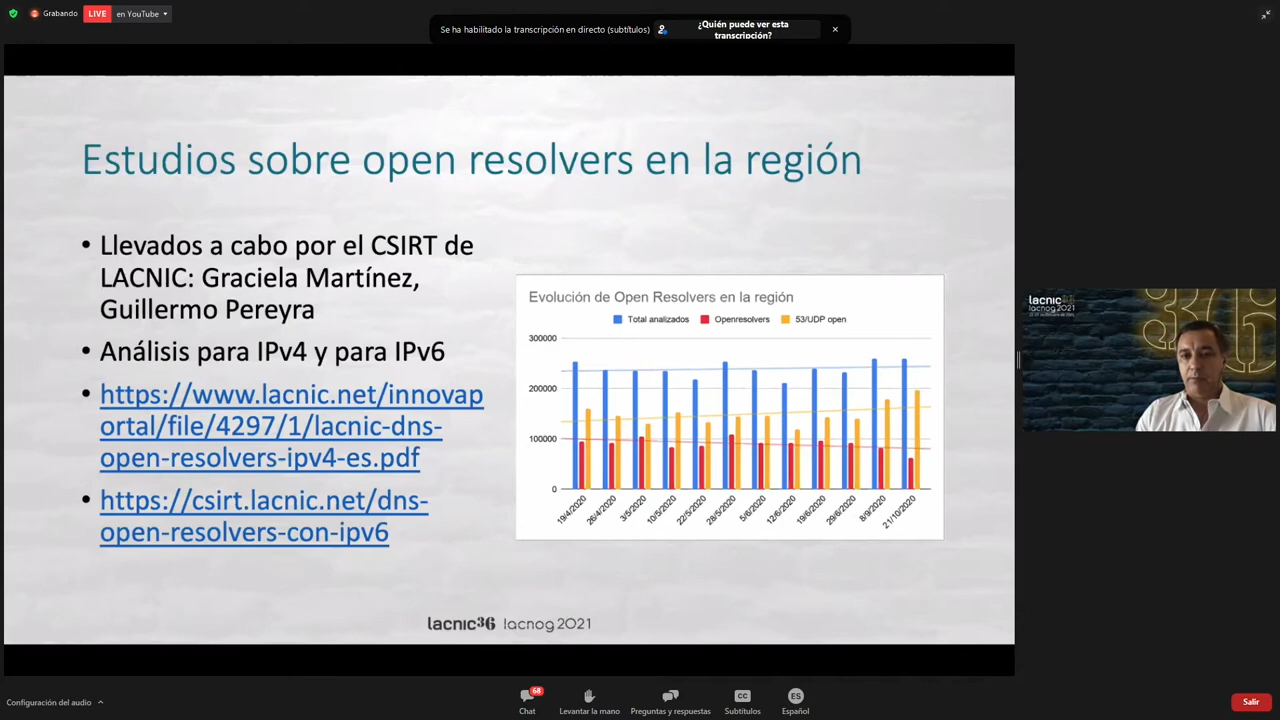 Grabando
LIVE
en YouTube
Se ha habilitado la transcripción en directo (subtítulos)
¿Quién puede ver esta
transcripción?
Estudios sobre open resolvers en la región
• Llevados a cabo por el CSIRT de
LACNIC: Graciela Martínez,
Guillermo Pereyra
• Análisis para IPv4 y para IPv6
• https://www.lacnic.net/innovap
ortal/file/4297/1/lacnic-dns-
open-resolvers-ipv4-es.pdf
• https://csirt.lacnic.net/dns-
open-resolvers-con-ipv6
Evolución de Open Resolvers en la región
Total analizados
Openresolvers
53/UDP open
300000
200000
100000
0
19/4/2020
26/4/2020
3/5/2020
10/5/2020
22/5/2020
28/5/2020
5/6/2020
12/6/2020
19/6/2020
29/6/2020
8/9/2020
21/10/2020
lacnic36 lacnog2021
lacnic36
lacnog2021
36
Configuración del audio
68
Chat
Levantar la mano
Preguntas y respuestas
CC
Subtítulos
ES
Español
Salir